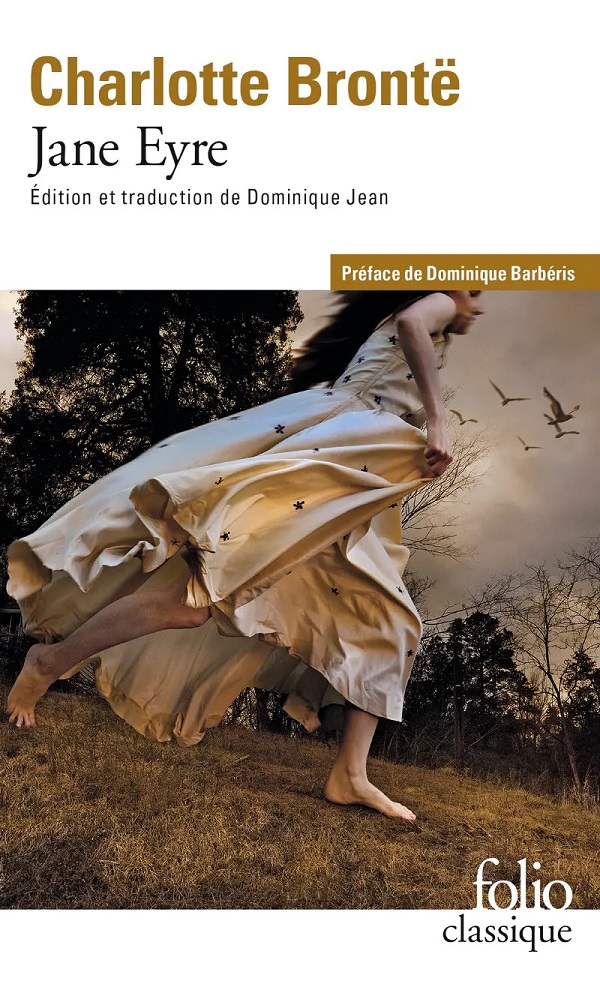 Charlotte Brontë
Jane Eyre
Édition et traduction de Dominique Jean
Préface de Dominique Barbéris
folio
classique